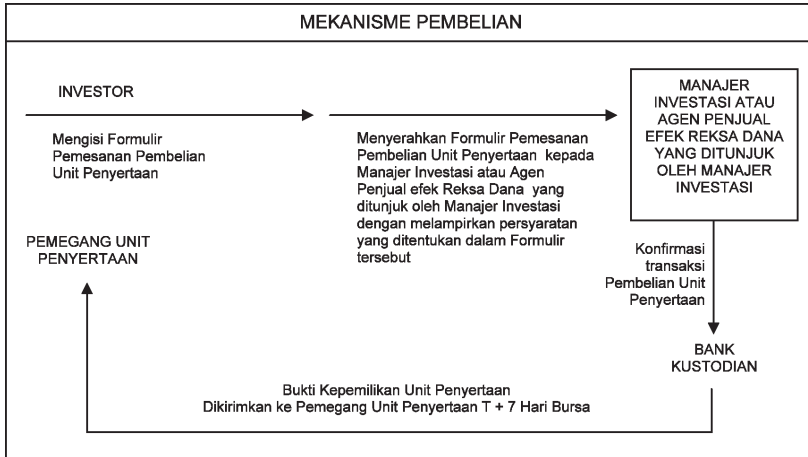 MEKANISME PEMBELIAN
INVESTOR
Mengisi Formulir
Pemesanan Pembelian
Unit Penyertaan
Menyerahkan Formulir Pemesanan
Pembelian Unit Penyertaan kepada
Manajer Investasi atau Agen
Penjual efek Reksa Dana yang
ditunjuk oleh Manajer Investasi
dengan melampirkan persyaratan
yang ditentukan dalam Formulir
tersebut
MANAJER
INVESTASI ATAU
AGEN PENJUAL
EFEK REKSA DANA
YANG DITUNJUK
OLEH MANAJER
INVESTASI
Konfirmasi
transaksi
Pembelian Unit
Penyertaan
BANK
KUSTODIAN
Bukti Kepemilikan Unit Penyertaan
Dikirimkan ke Pemegang Unit Penyertaan T + 7 Hari Bursa
PEMEGANG UNIT
PENYERTAAN